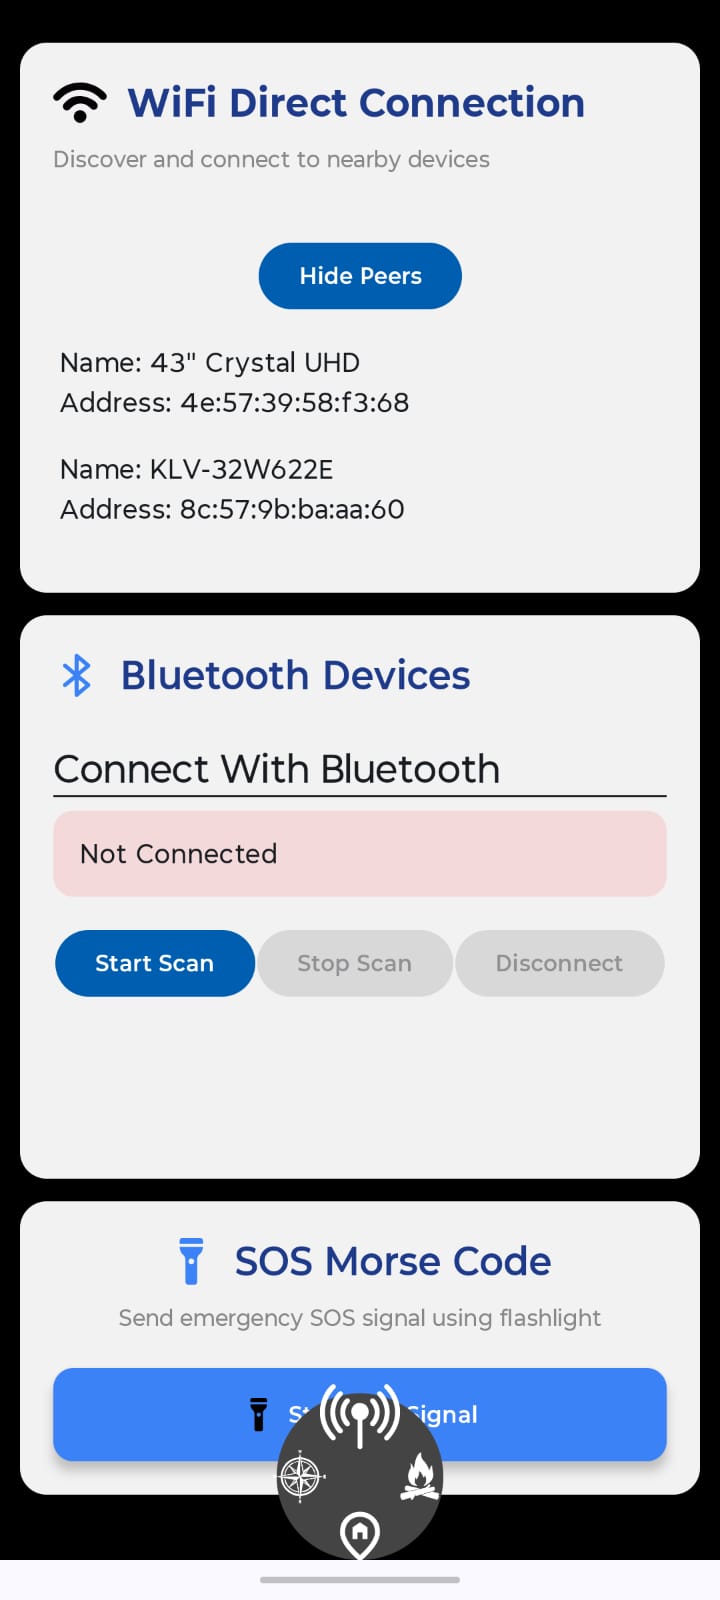 WiFi Direct Connection
Discover and connect to nearby devices
Hide Peers
Name: 43" Crystal UHD
Address: 4e:57:39:58:f3:68
Name: KLV-32W622E
Address: 8c:57:9b:ba:aa:60
Bluetooth Devices
Connect With Bluetooth
Not Connected
Start Scan Stop Scan Disconnect
SOS Morse Code
Send emergency SOS signal using flashlight
Signal